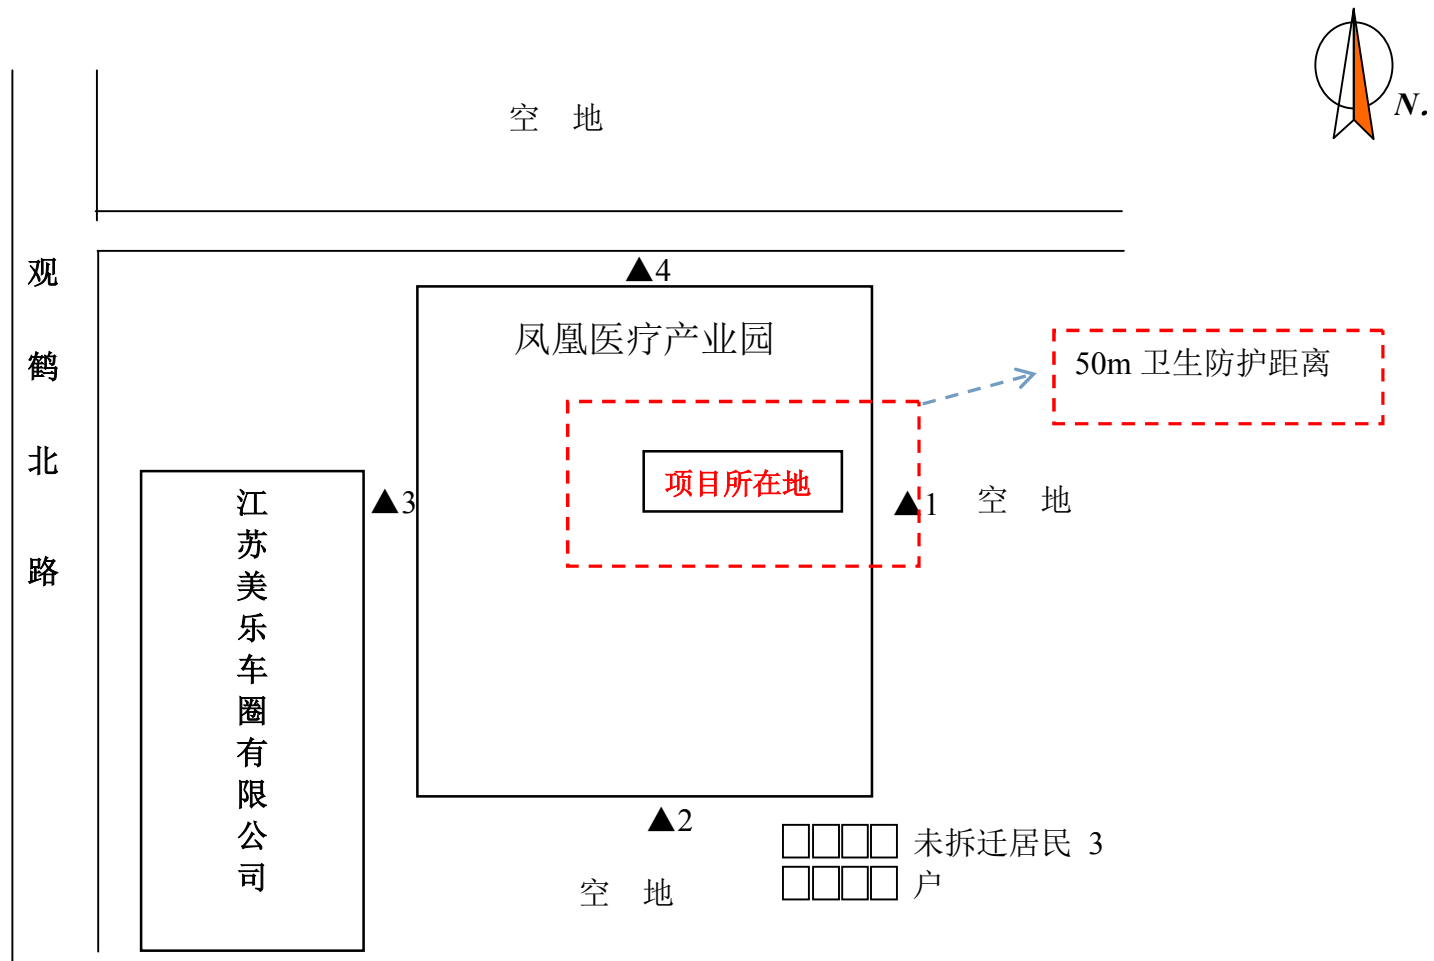 N.
空 地
▲4
观鹤北路
凤凰医疗产业园
50m 卫生防护距离
项目所在地
▲3
▲1
空 地
江苏美乐车圈有限公司
▲2
未拆迁居民 3
户
空 地